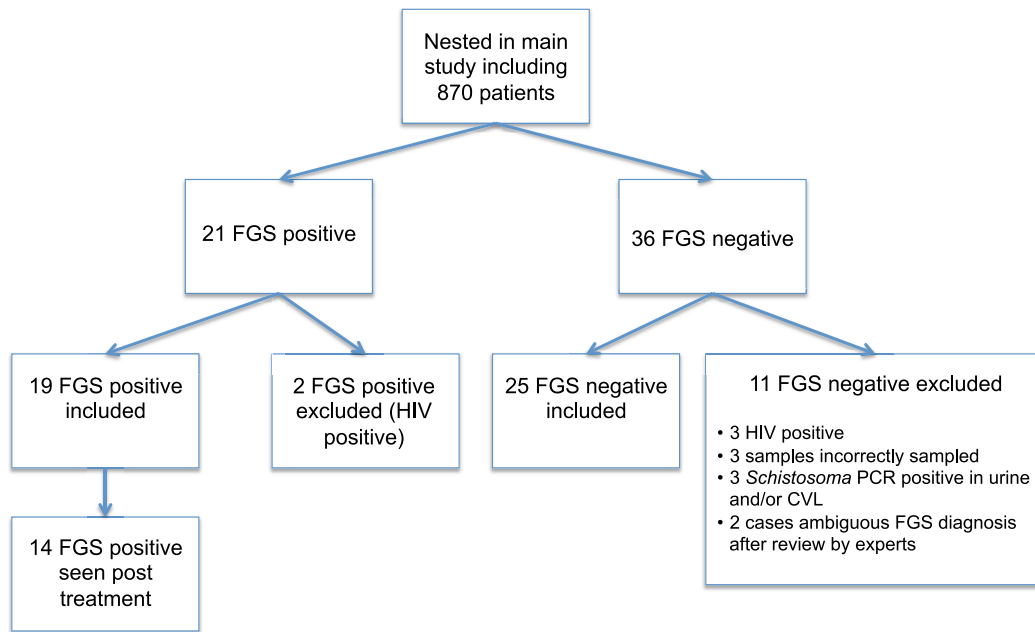 Nested in main
study including
870 patients
21 FGS positive
36 FGS negative
19 FGS positive
included
2 FGS positive
excluded (HIV
positive)
25 FGS negative
included
11 FGS negative excluded
• 3 HIV positive
• 3 samples incorrectly sampled
• 3 Schistosoma PCR positive in urine
and/or CVL
• 2 cases ambiguous FGS diagnosis
after review by experts
14 FGS positive
seen post
treatment